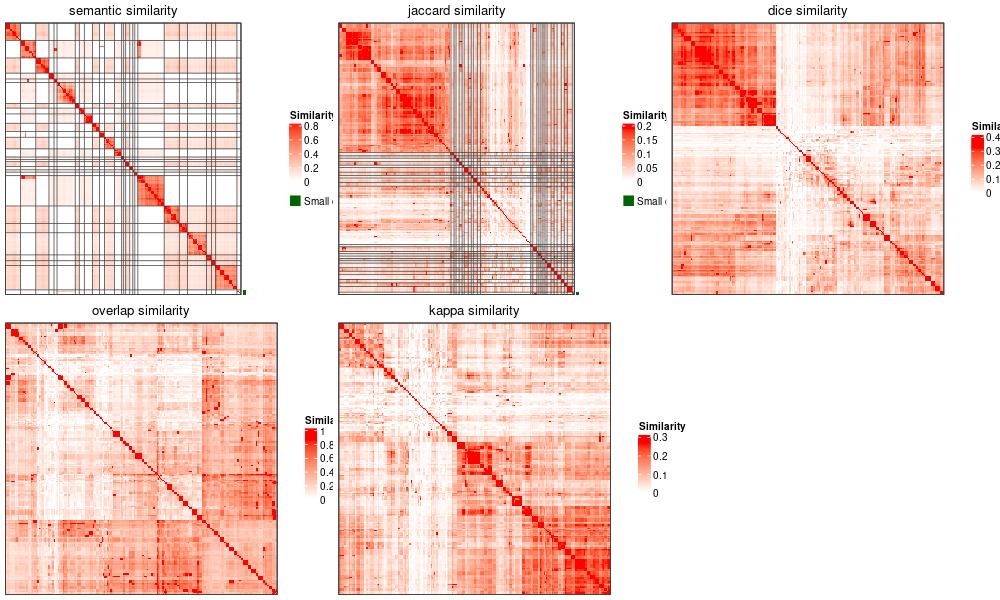 semantic similarity
Similarity
0.8
0.6
0.4
0.2
0
Small
jaccard similarity
Similarity
0.2
0.15
0.1
0.05
0
Small
dice similarity
Simila
0.4
0.3
0.2
0.1
0
overlap similarity
Simila
1
0.8
0.6
0.4
0.2
0
kappa similarity
Similarity
0.3
0.2
0.1
0